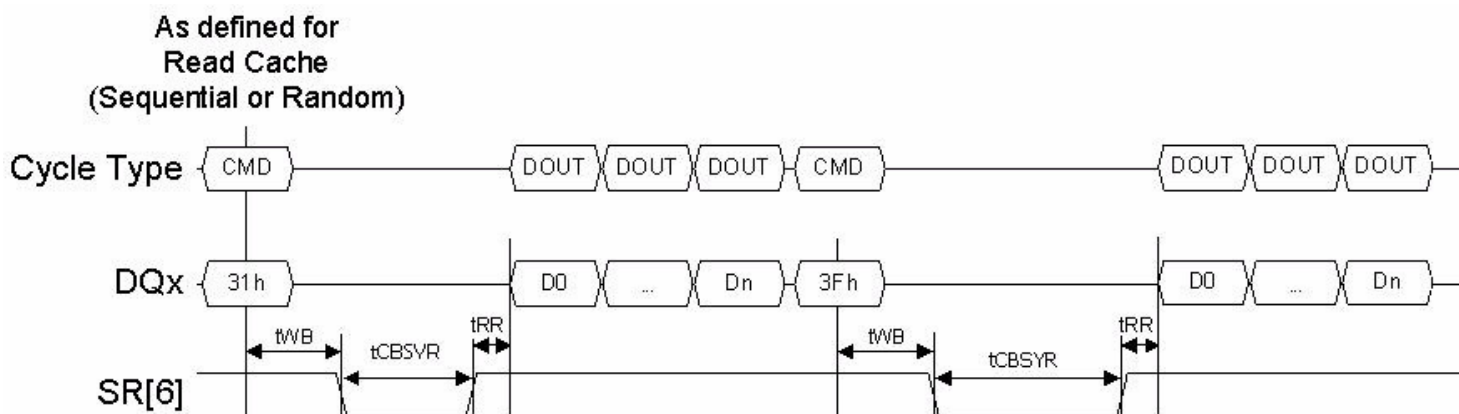 As defined for
Read Cache
(Sequential or Random)
Cycle Type CMD DOUT DOUT DOUT CMD DOUT DOUT DOUT
DQx 31h D0 ... Dn 3Fh D0 ... Dn
tWB tCBSYR tRR tWB tCBSYR tRR
SR[6]